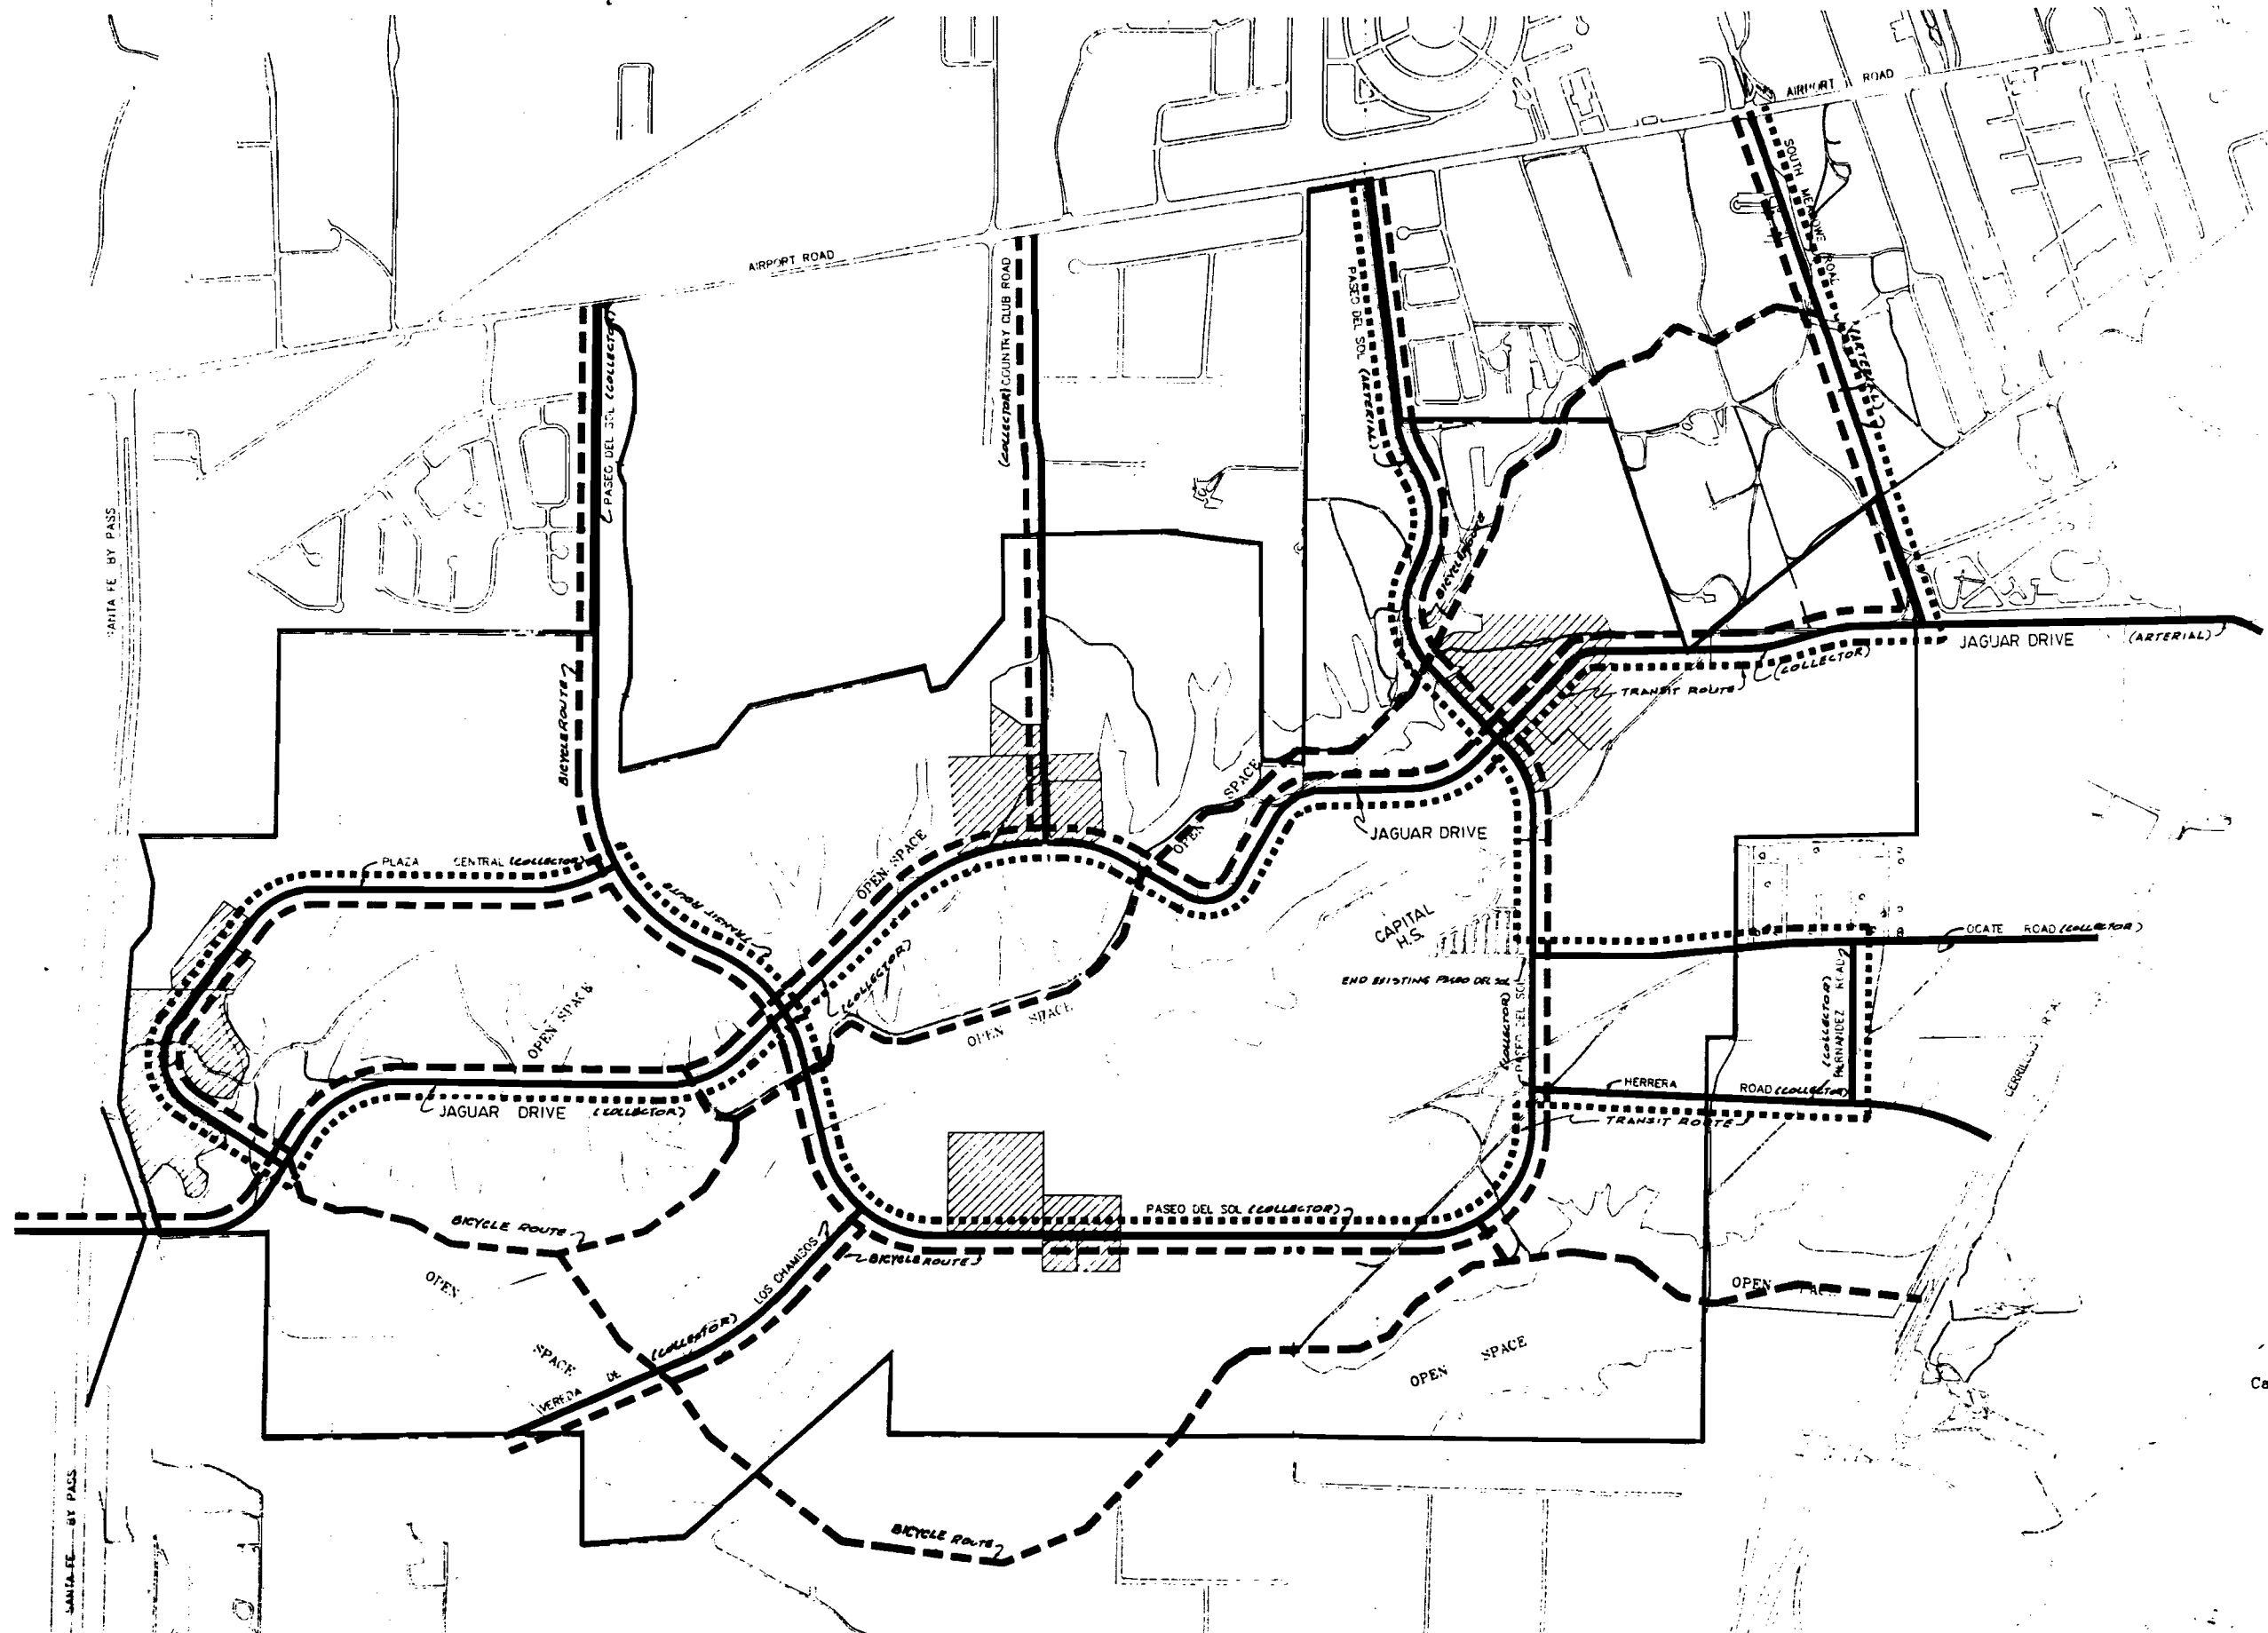 AIRPORT ROAD
SOUTH MEADOWS ROAD
(ARTERIAL)
AIRPORT ROAD
(COLLECTOR) COUNTRY CLUB ROAD
PASEO DEL SOL (ARTERIAL)
PASEO DEL SOL (COLLECTOR)
SANTA FE BY PASS
BICYCLE ROUTE
JAGUAR DRIVE
(ARTERIAL)
(COLLECTOR)
TRANSIT ROUTE
BICYCLE ROUTE
OPEN SPACE
JAGUAR DRIVE
PLAZA CENTRAL (COLLECTOR)
OPEN SPACE
TRANSIT ROUTE
CAPITAL
H.S.
OCATE ROAD (COLLECTOR)
(COLLECTOR)
END EXISTING PASEO DEL SOL
(COLLECTOR)
PASEO DEL SOL
(COLLECTOR)
HERNANDEZ ROAD
OPEN SPACE
OPEN SPACE
HERRERA ROAD (COLLECTOR)
CERRILLOS ROAD
JAGUAR DRIVE (COLLECTOR)
TRANSIT ROUTE
PASEO DEL SOL (COLLECTOR)
BICYCLE ROUTE
BICYCLE ROUTE
OPEN
SPACE
VEREDA DE LOS CHAMISOS
(COLLECTOR)
OPEN
OPEN SPACE
Ca
BICYCLE ROUTE
SANTA FE BY PASS